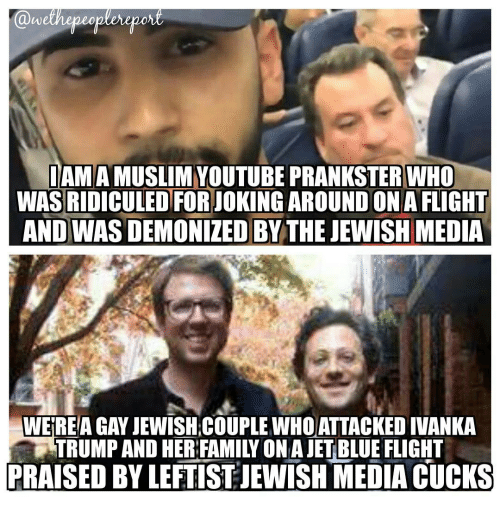 @wethepeoplereport
I AM A MUSLIM YOUTUBE PRANKSTER WHO
WAS RIDICULED FOR JOKING AROUND ON A FLIGHT
AND WAS DEMONIZED BY THE JEWISH MEDIA
WE'RE A GAY JEWISH COUPLE WHO ATTACKED IVANKA
TRUMP AND HER FAMILY ON A JET BLUE FLIGHT
PRAISED BY LEFTIST JEWISH MEDIA CUCKS